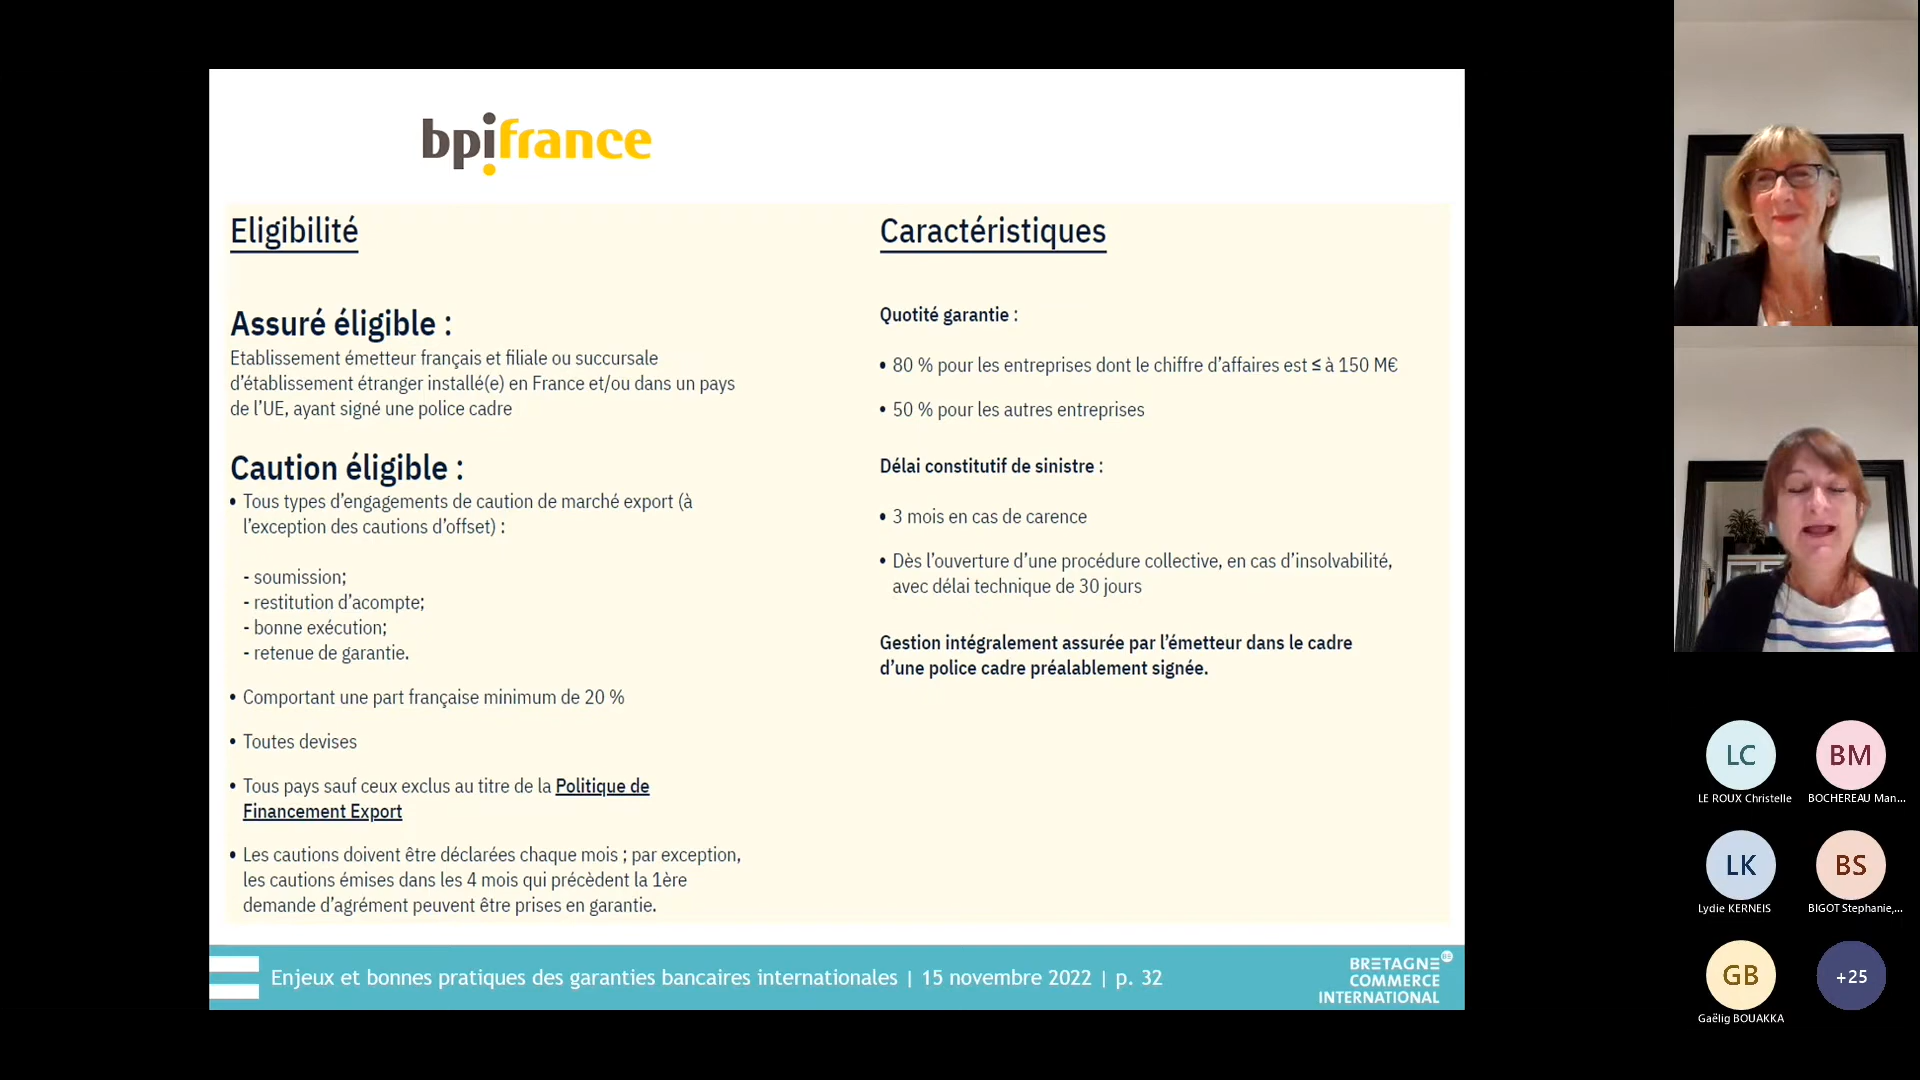 bpifrance
Eligibilité
Assuré éligible :
Etablissement émetteur français et filiale ou succursale
d’établissement étranger installé(e) en France et/ou dans un pays
de l’UE, ayant signé une police cadre
Caution éligible :
• Tous types d’engagements de caution de marché export (à
l’exception des cautions d’offset) :
- soumission;
- restitution d’acompte;
- bonne exécution;
- retenue de garantie.
• Comportant une part française minimum de 20 %
• Toutes devises
• Tous pays sauf ceux exclus au titre de la Politique de
Financement Export
• Les cautions doivent être déclarées chaque mois ; par exception,
les cautions émises dans les 4 mois qui précèdent la 1ère
demande d’agrément peuvent être prises en garantie.
Caractéristiques
Quotité garantie :
• 80 % pour les entreprises dont le chiffre d’affaires est ≤ à 150 M€
• 50 % pour les autres entreprises
Délai constitutif de sinistre :
• 3 mois en cas de carence
• Dès l’ouverture d’une procédure collective, en cas d’insolvabilité,
avec délai technique de 30 jours
Gestion intégralement assurée par l’émetteur dans le cadre
d’une police cadre préalablement signée.
Enjeux et bonnes pratiques des garanties bancaires internationales | 15 novembre 2022 | p. 32
BRETAGNE
COMMERCE
INTERNATIONAL
LC
LE ROUX Christelle
BM
BOCHEREAU Man...
LK
Lydie KERNEIS
BS
BIGOT Stephanie,...
GB
Gaëlig BOUAKKA
+25